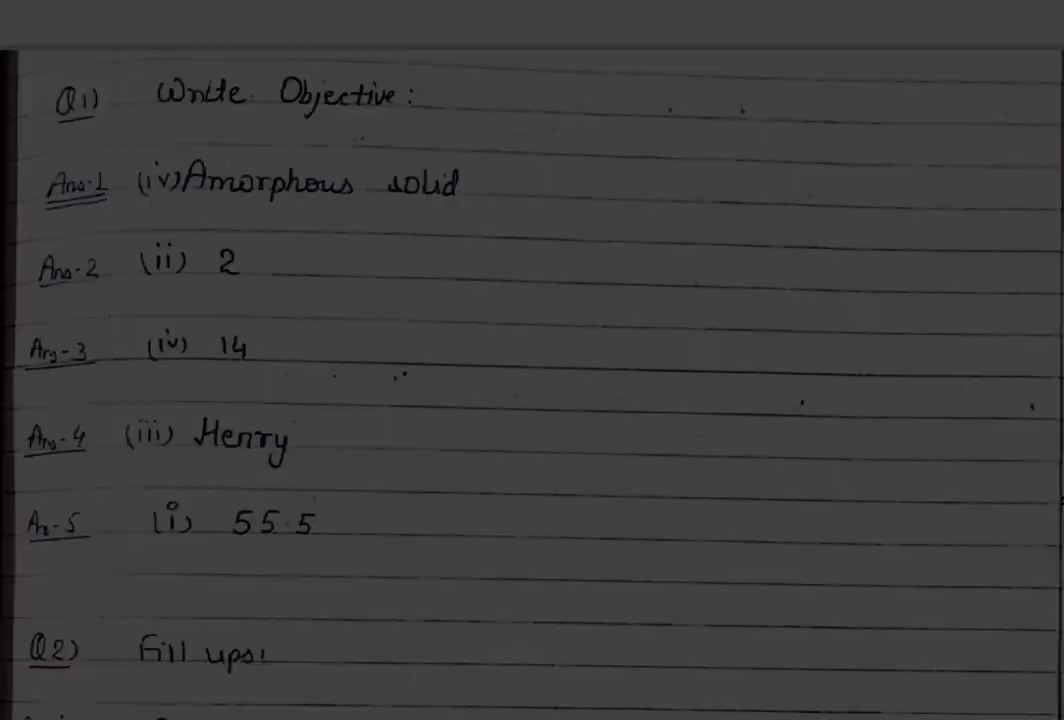 Q1) Write Objective:
Ans-1 (iv) Amorphous solid
Ans-2 (ii) 2
Ans-3 (iv) 14
Ans-4 (iii) Henry
An-5 (i) 55.5
Q2) Fill ups: